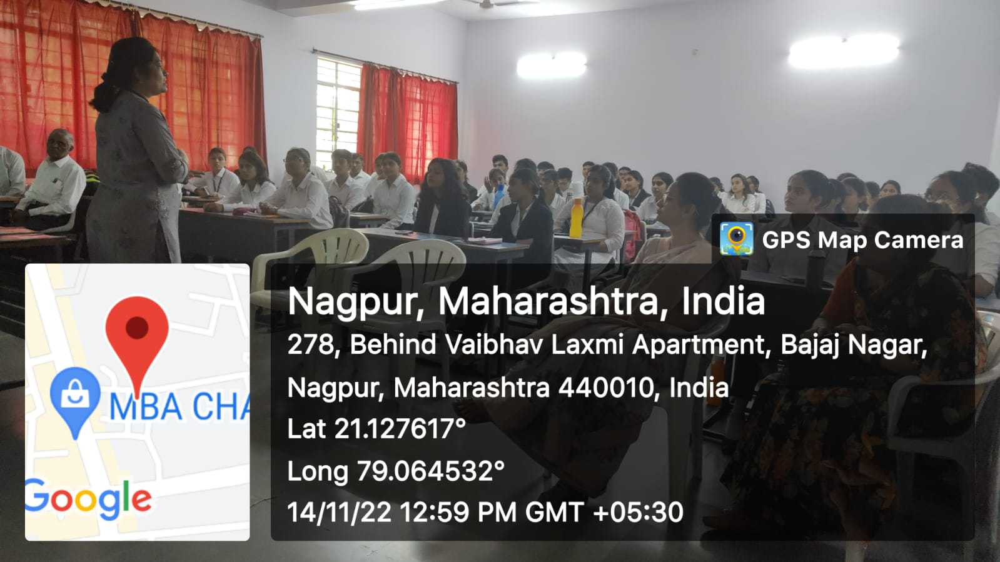 GPS Map Camera
Nagpur, Maharashtra, India
278, Behind Vaibhav Laxmi Apartment, Bajaj Nagar,
Nagpur, Maharashtra 440010, India
Lat 21.127617°
Long 79.064532°
14/11/22 12:59 PM GMT +05:30
MBA CHA
Google